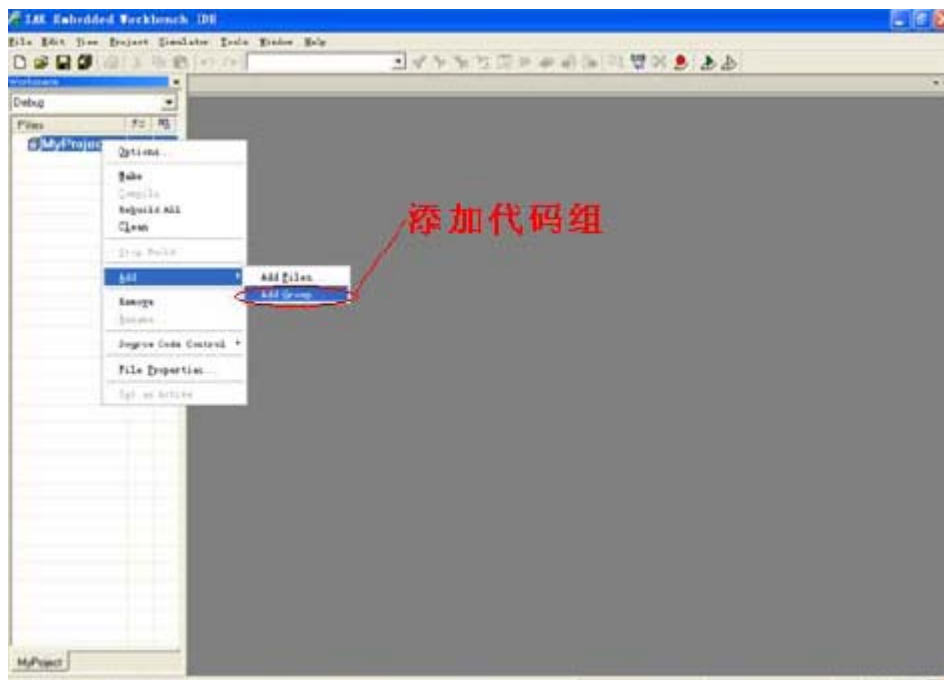 IAR Embedded Workbench IDE
File Edit View Project Simulator Tools Window Help
Workspace
Debug
Files
MyProjec
Options...
Make
Compile
Rebuild All
Clean
Stop Build
Add
Add Files...
Add Group...
添加代码组
Remove
Rename...
Source Code Control
File Properties...
Set as Active
MyProject